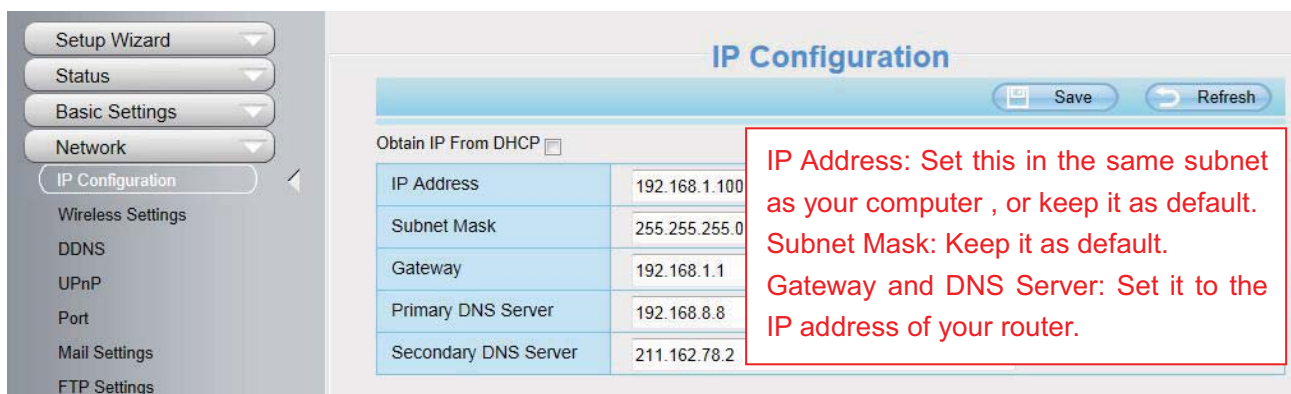 Setup Wizard
Status
Basic Settings
Network
IP Configuration
Wireless Settings
DDNS
UPnP
Port
Mail Settings
FTP Settings
IP Configuration
Save Refresh
Obtain IP From DHCP
IP Address 192.168.1.100
Subnet Mask 255.255.255.0
Gateway 192.168.1.1
Primary DNS Server 192.168.8.8
Secondary DNS Server 211.162.78.2
IP Address: Set this in the same subnet
as your computer , or keep it as default.
Subnet Mask: Keep it as default.
Gateway and DNS Server: Set it to the
IP address of your router.